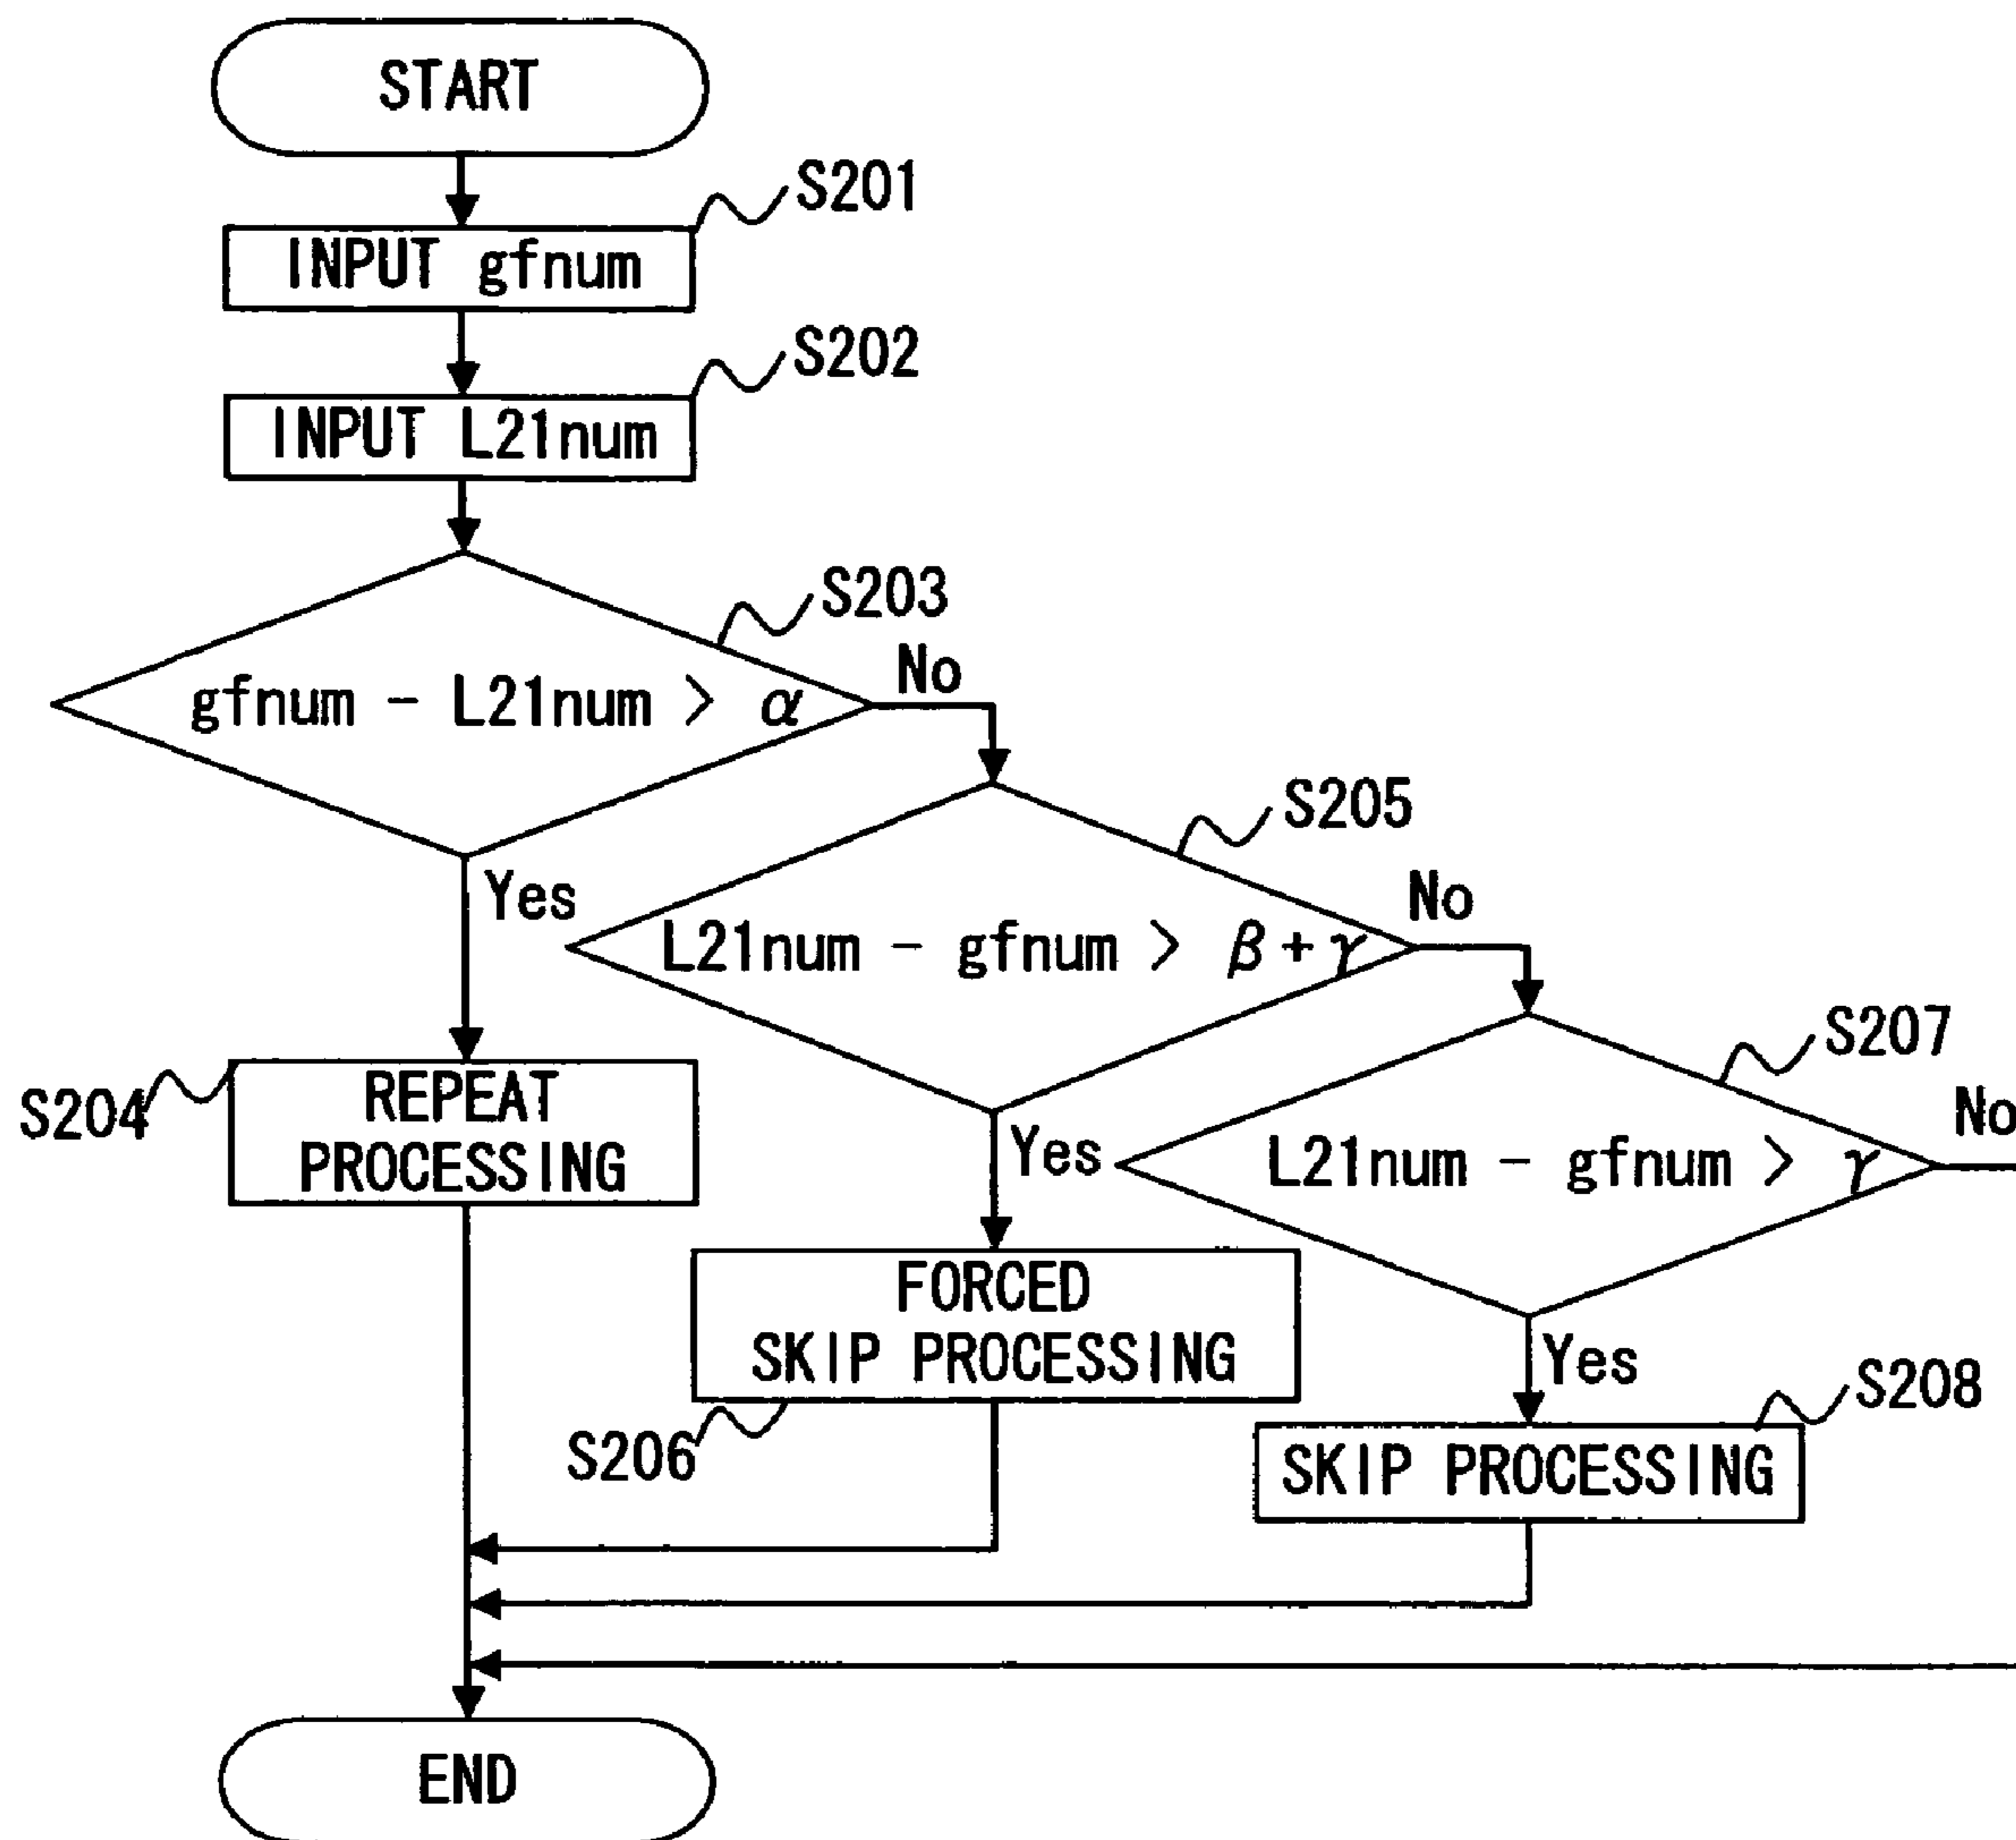 START
S201
INPUT gfnum
S202
INPUT L21num
S203
gfnum - L21num > α
No
Yes
S205
L21num - gfnum > β + γ
No
Yes
S207
L21num - gfnum > γ
No
Yes
S204
REPEAT
PROCESSING
FORCED
SKIP PROCESSING
S206
S208
SKIP PROCESSING
END